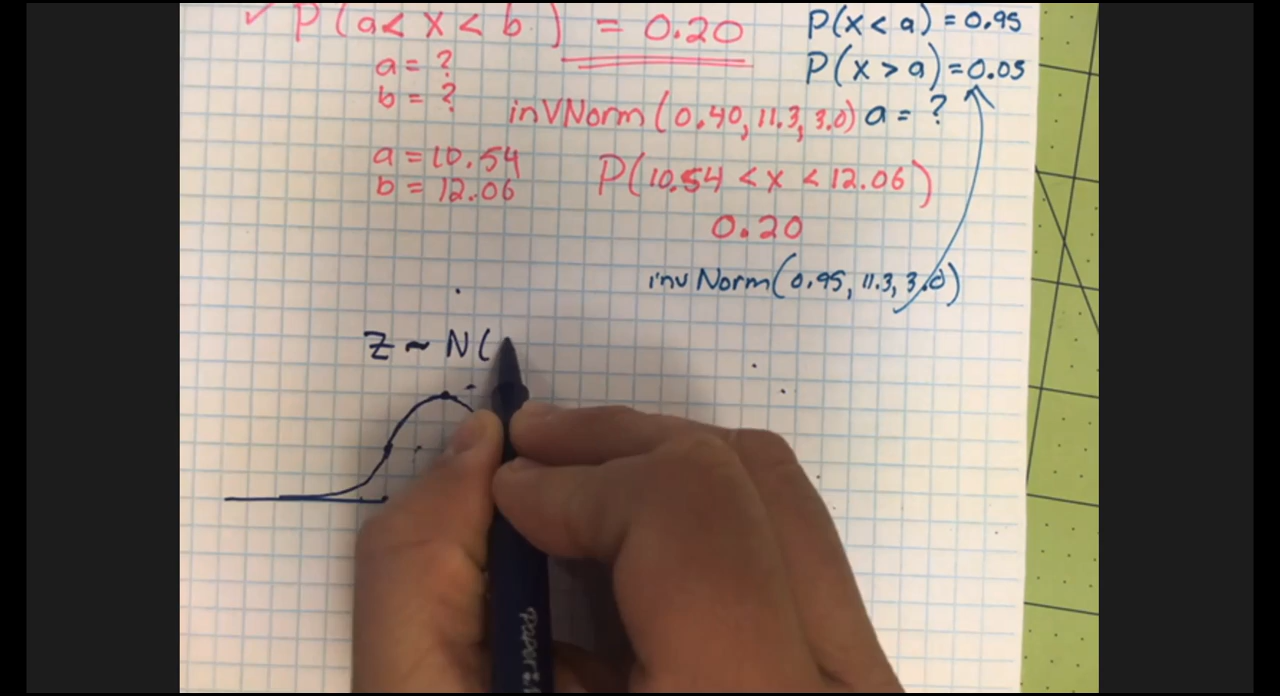 ✓ P(a< x < b) = 0.20
P(x < a) = 0.95
P(x > a) = 0.05
a = ?
b = ?
invNorm(0.40, 11.3, 3.0) a = ?
a = 10.54
b = 12.06
P(10.54 < x < 12.06)
0.20
invNorm(0.95, 11.3, 3.0)
Z ~ N(